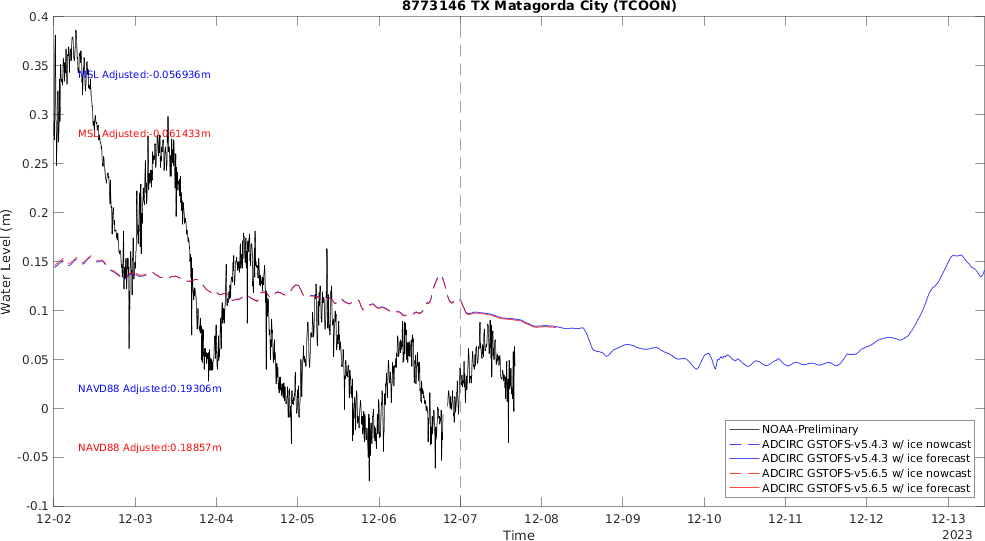 8773146 TX Matagorda City (TCOON)
0.4
0.35
0.3
0.25
0.2
0.15
0.1
0.05
0
-0.05
-0.1
Water Level (m)
MSL Adjusted:-0.056936m
MSL Adjusted:-0.061433m
NAVD88 Adjusted:0.19306m
NAVD88 Adjusted:0.18857m
NOAA-Preliminary
ADCIRC GSTOFS-v5.4.3 w/ ice nowcast
ADCIRC GSTOFS-v5.4.3 w/ ice forecast
ADCIRC GSTOFS-v5.6.5 w/ ice nowcast
ADCIRC GSTOFS-v5.6.5 w/ ice forecast
12-02 12-03 12-04 12-05 12-06 12-07 12-08 12-09 12-10 12-11 12-12 12-13
Time
2023